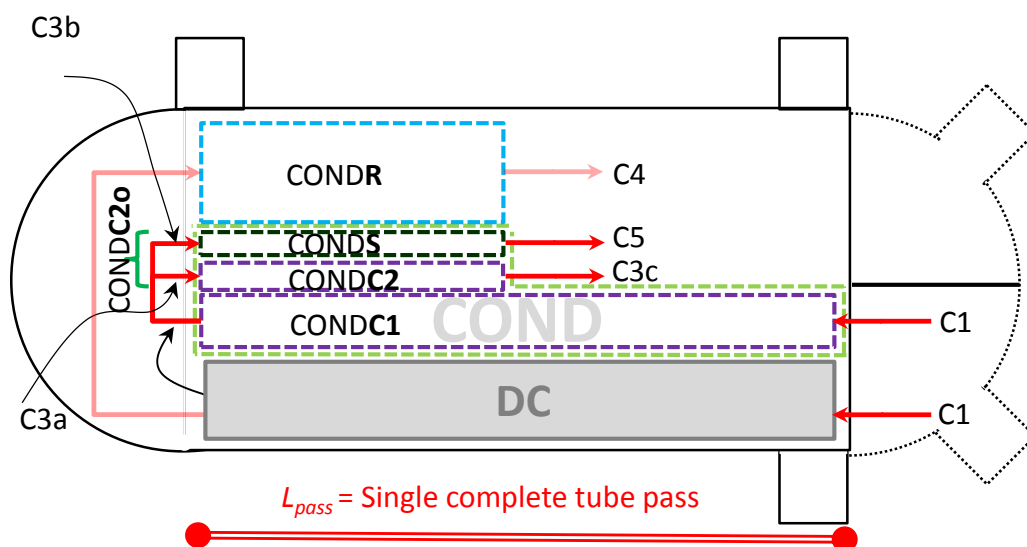 C3b
CONDR
C4
CONDC2o
CONDS
C5
CONDC2
C3c
CONDC1
COND
C1
C3a
DC
C1
Lpass = Single complete tube pass